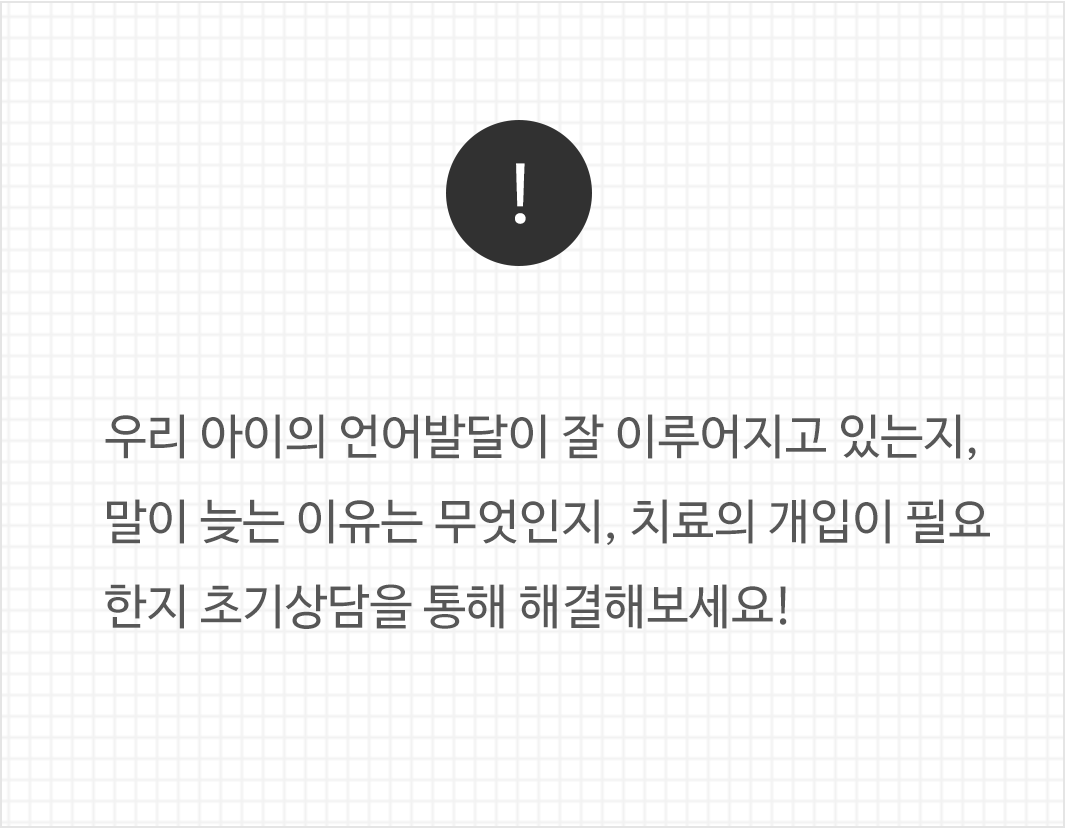 !
우리 아이의 언어발달이 잘 이루어지고 있는지,
말이 늦는 이유는 무엇인지, 치료의 개입이 필요
한지 초기상담을 통해 해결해보세요!